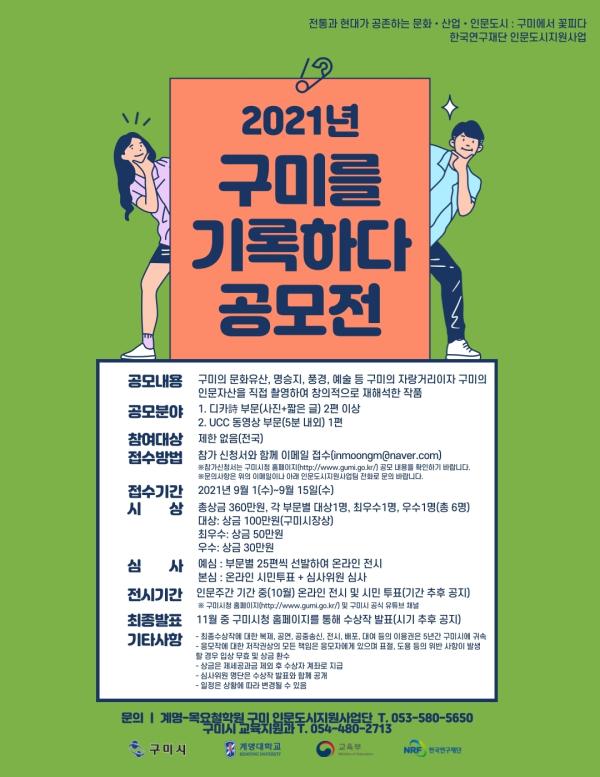 전통과 현대가 공존하는 문화 · 산업 · 인문도시 : 구미에서 꽃피다
한국연구재단 인문도시지원사업
2021년
구미를
기록하다
공모전
공모내용 구미의 문화유산, 명승지, 풍경, 예술 등 구미의 자랑거리이자 구미의
인문자산을 직접 촬영하여 창의적으로 재해석한 작품
공모분야 1. 디카詩 부문(사진+짧은 글) 2편 이상
2. UCC 동영상 부문(5분 내외) 1편
참여대상 제한 없음(전국)
접수방법 참가 신청서와 함께 이메일 접수(inmoongm@naver.com)
※참가신청서는 구미시청 홈페이지(http://www.gumi.go.kr/) 공모 내용을 확인하기 바랍니다.
※문의사항은 위의 이메일이나 아래 인문도시지원사업팀 전화로 문의 바랍니다.
접수기간 2021년 9월 1(수)~9월 15일(수)
시 상 총상금 360만원, 각 부문별 대상1명, 최우수1명, 우수1명(총 6명)
대상: 상금 100만원(구미시장상)
최우수: 상금 50만원
우수: 상금 30만원
심 사 예심 : 부문별 25편씩 선발하여 온라인 전시
본심 : 온라인 시민투표 + 심사위원 심사
전시기간 인문주간 기간 중(10월) 온라인 전시 및 시민 투표(기간 추후 공지)
※ 구미시청 홈페이지(http://www.gumi.go.kr/) 및 구미시 공식 유튜브 채널
최종발표 11월 중 구미시청 홈페이지를 통해 수상작 발표(시기 추후 공지)
기타사항 - 최종수상작에 대한 복제, 공연, 공중송신, 전시, 배포, 대여 등의 이용권은 5년간 구미시에 귀속
- 응모작에 대한 저작권상의 모든 책임은 응모자에게 있으며 표절, 도용 등의 위반 사항이 발생
할 경우 입상 무효 및 상금 환수
- 상금은 제세공과금 제외 후 수상자 계좌로 지급
- 심사위원 명단은 수상작 발표와 함께 공개
- 일정은 상황에 따라 변경될 수 있음
문의 | 계명-목요철학원 구미 인문도시지원사업단 T. 053-580-5650
구미시 교육지원과 T. 054-480-2713
구미시 계명대학교 교육부 NRF 한국연구재단
KEIMYUNG UNIVERSITY Ministry of Education